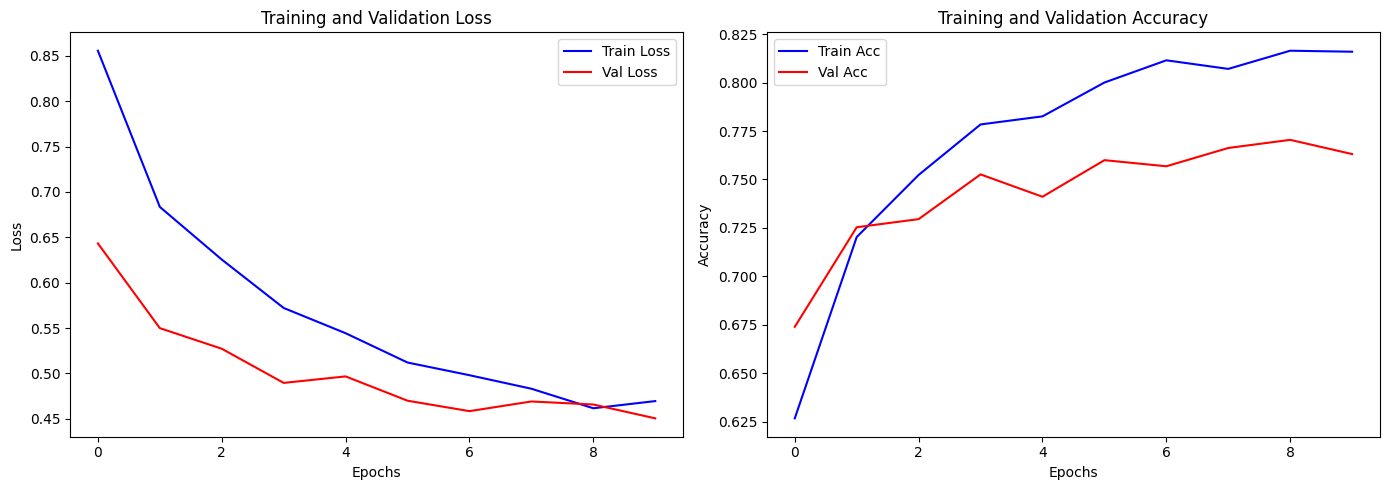 Training and Validation Loss
Train Loss
Val Loss
0.85
0.80
0.75
0.70
0.65
0.60
0.55
0.50
0.45
Loss
0 2 4 6 8
Epochs
Training and Validation Accuracy
Train Acc
Val Acc
0.825
0.800
0.775
0.750
0.725
0.700
0.675
0.650
0.625
Accuracy
0 2 4 6 8
Epochs